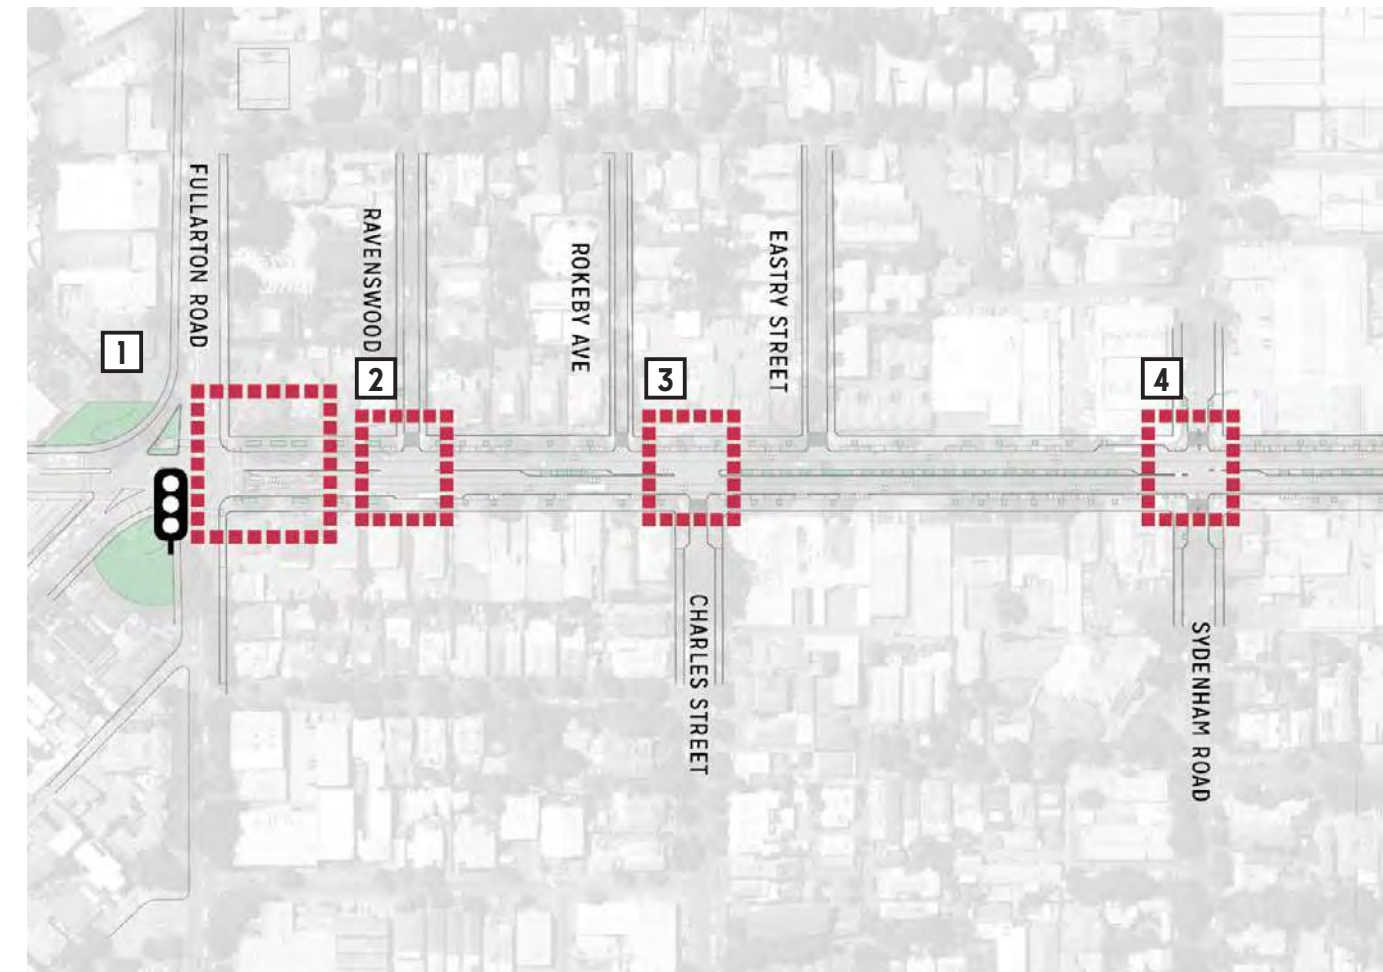 FULLARTON ROAD
RAVENSWOOD
ROKEBY AVE
EASTRY STREET
1
2
3
4
CHARLES STREET
SYDENHAM ROAD